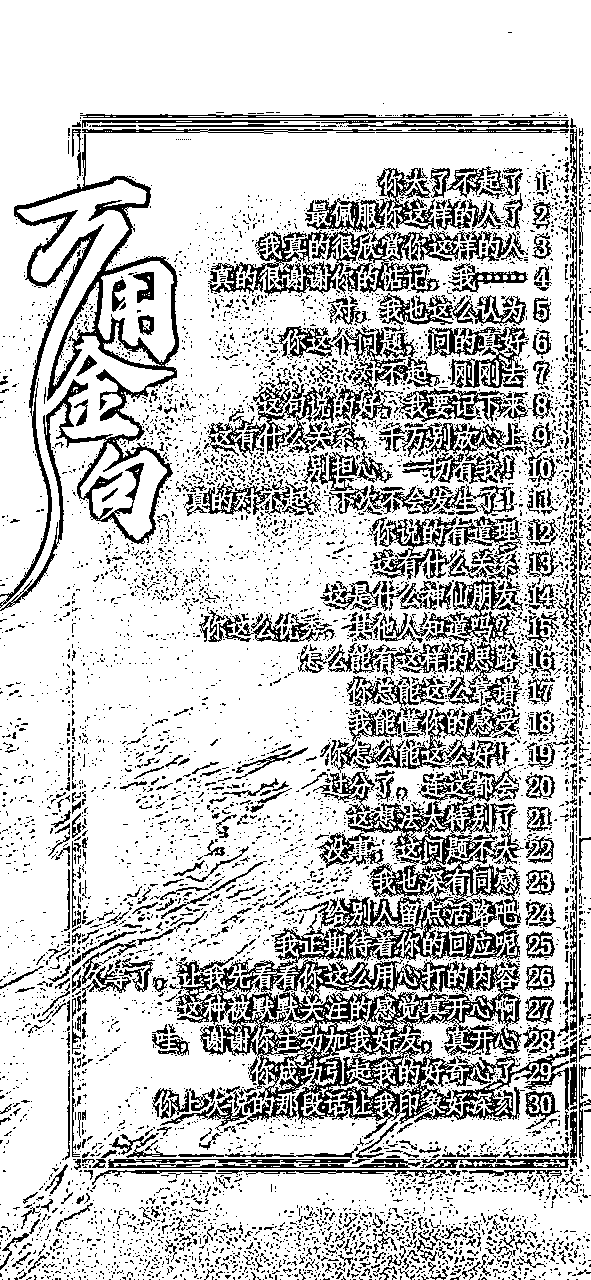 万用金句
你太了不起了 1
最佩服你这样的人了 2
我真的很欣赏你这样的人 3
真的很谢谢你的惦记。我┅┅ 4
对，我也这么认为 5
你这个问题，问的真好 6
对不起，刚刚去 7
这句说的好，我要记下来 8
这有什么关系，千万别放心上 9
别担心，一切有我！ 10
真的对不起，下次不会发生了！ 11
你说的有道理 12
这有什么关系 13
这是什么神仙朋友 14
你这么优秀，其他人知道吗？ 15
怎么能有这样的思路 16
你总能这么靠谱 17
我能懂你的感受 18
你怎么能这么好！ 19
过分了，连这都会 20
这想法太特别了 21
没事，这问题不大 22
我也深有同感 23
给别人留点活路吧 24
我正期待着你的回应呢 25
久等了，让我先看看你这么用心打的内容 26
这种被默默关注的感觉真开心啊 27
哇，谢谢你主动加我好友，真开心 28
你成功引起我的好奇心了 29
你上次说的那段话让我印象好深刻 30